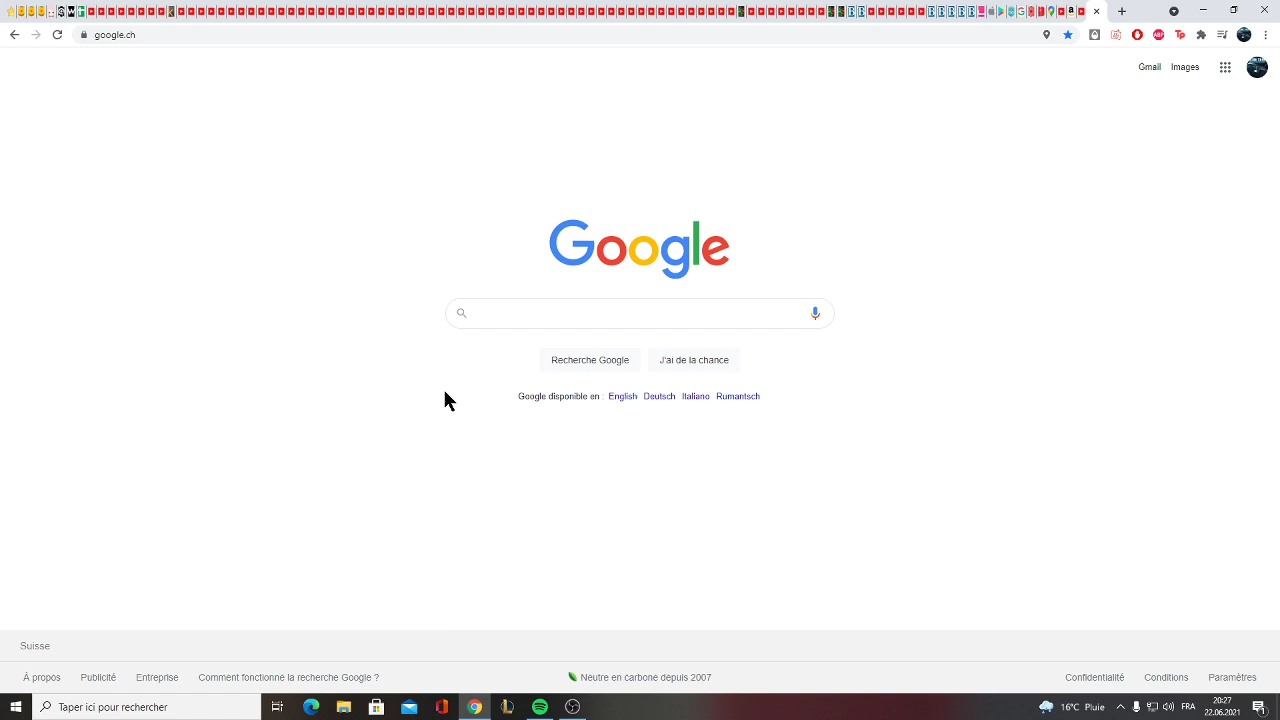 google.ch
Gmail Images
Google
Recherche Google J'ai de la chance
Google disponible en : English Deutsch Italiano Rumantsch
Suisse
À propos Publicité Entreprise Comment fonctionne la recherche Google ? Neutre en carbone depuis 2007 Confidentialité Conditions Paramètres
Taper ici pour rechercher 16°C Pluie FRA 20:27
22.06.2021